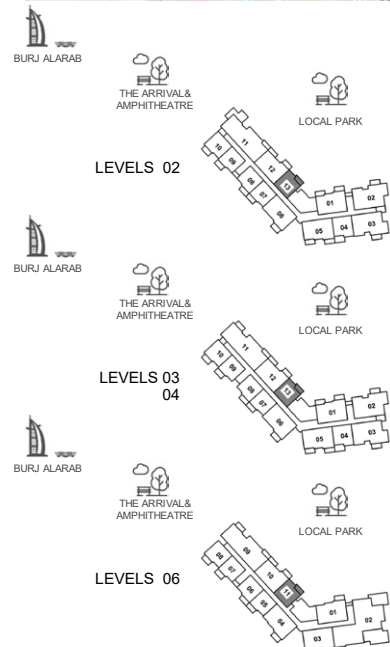 BURJ ALARAB
THE ARRIVAL&
AMPHITHEATRE
LOCAL PARK
LEVELS 02
11
10
09
12
13
08
07
06
01
02
05
04
03
BURJ ALARAB
THE ARRIVAL&
AMPHITHEATRE
LOCAL PARK
LEVELS 03
04
11
10
09
12
13
08
07
06
01
02
05
04
03
BURJ ALARAB
THE ARRIVAL&
AMPHITHEATRE
LOCAL PARK
LEVELS 06
09
08
07
10
11
06
05
04
01
02
03